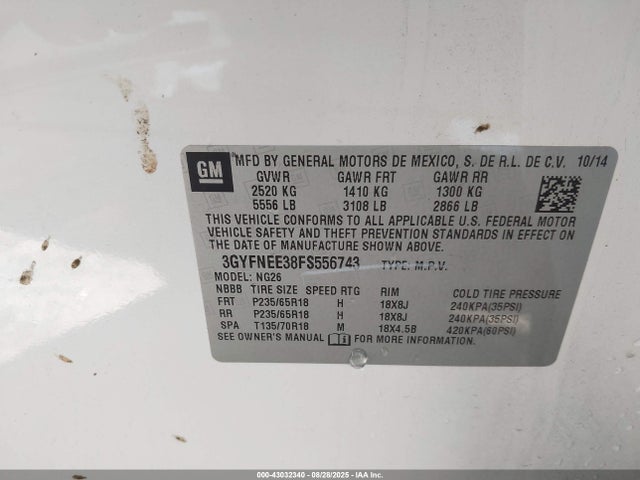 GM
MFD BY GENERAL MOTORS DE MEXICO, S. DE R.L. DE C.V. 10/14
GVWR GAWR FRT GAWR RR
2520 KG 1410 KG 1300 KG
5556 LB 3108 LB 2866 LB
THIS VEHICLE CONFORMS TO ALL APPLICABLE U.S. FEDERAL MOTOR
VEHICLE SAFETY AND THEFT PREVENTION STANDARDS IN EFFECT ON
THE DATE OF MANUFACTURE SHOWN ABOVE.
3GYFNEE38FS556743 TYPE: M.P.V.
MODEL: NG26
NBBB TIRE SIZE SPEED RTG RIM COLD TIRE PRESSURE
FRT P235/65R18 H 18X8J 240KPA(35PSI)
RR P235/65R18 H 18X8J 240KPA(35PSI)
SPA T135/70R18 M 18X4.5B 420KPA(60PSI)
SEE OWNER'S MANUAL FOR MORE INFORMATION.
000-43032340 - 08/28/2025 - IAA Corp.